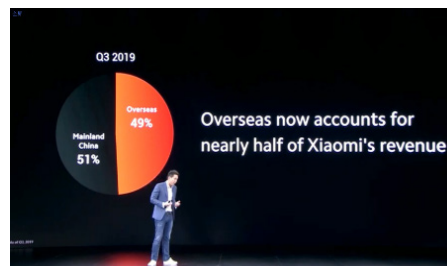 Q3 2019
Overseas
49%
Mainland
China
51%
Overseas now accounts for
nearly half of Xiaomi's revenue